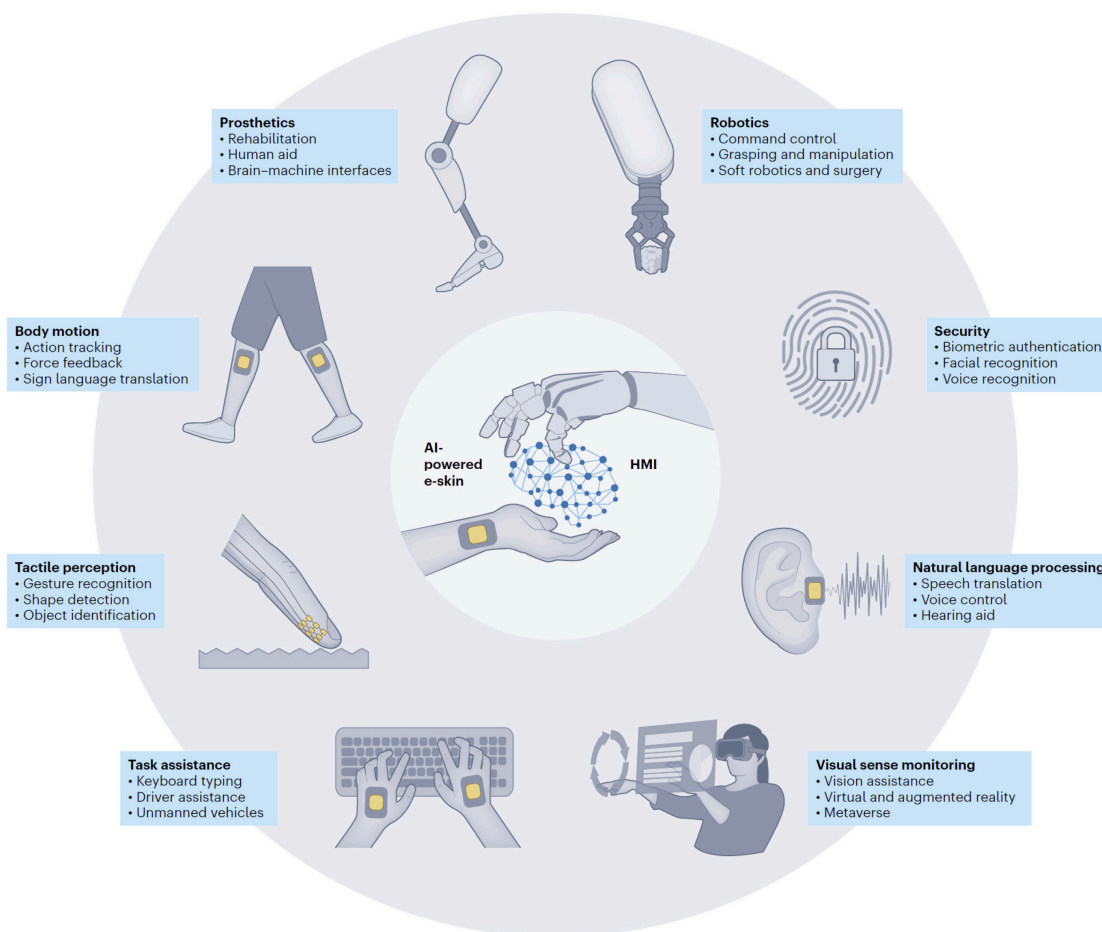 Prosthetics
• Rehabilitation
• Human aid
• Brain–machine interfaces
Robotics
• Command control
• Grasping and manipulation
• Soft robotics and surgery
Body motion
• Action tracking
• Force feedback
• Sign language translation
Security
• Biometric authentication
• Facial recognition
• Voice recognition
AI-
powered
e-skin
HMI
Tactile perception
• Gesture recognition
• Shape detection
• Object identification
Natural language processing
• Speech translation
• Voice control
• Hearing aid
Task assistance
• Keyboard typing
• Driver assistance
• Unmanned vehicles
Visual sense monitoring
• Vision assistance
• Virtual and augmented reality
• Metaverse